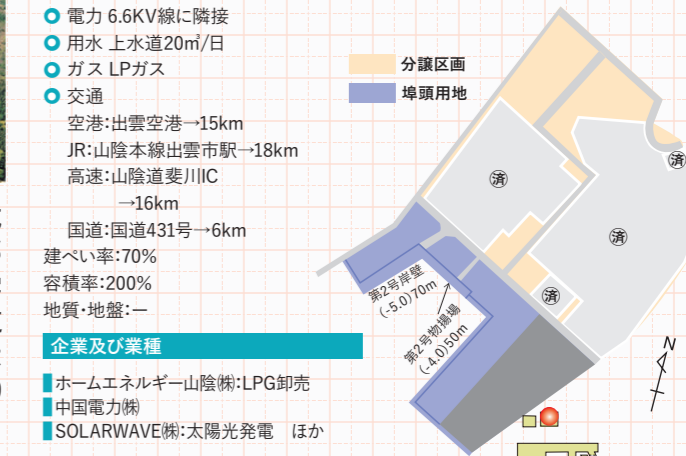 電力 6.6KV線に隣接
用水 上水道20㎥/日
ガス LPガス
交通
空港:出雲空港→15km
JR:山陰本線出雲市駅→18km
高速:山陰道斐川IC
→16km
国道:国道431号→6km
建ぺい率:70%
容積率:200%
地質・地盤:ー
企業及び業種
ホームエネルギー山陰㈱:LPG卸売
中国電力㈱
SOLARWAVE㈱:太陽光発電 ほか
分譲区画
埠頭用地
済
済
済
済
第2号岸壁
(-5.0)70m
第2号物揚場
(-4.0)50m
N